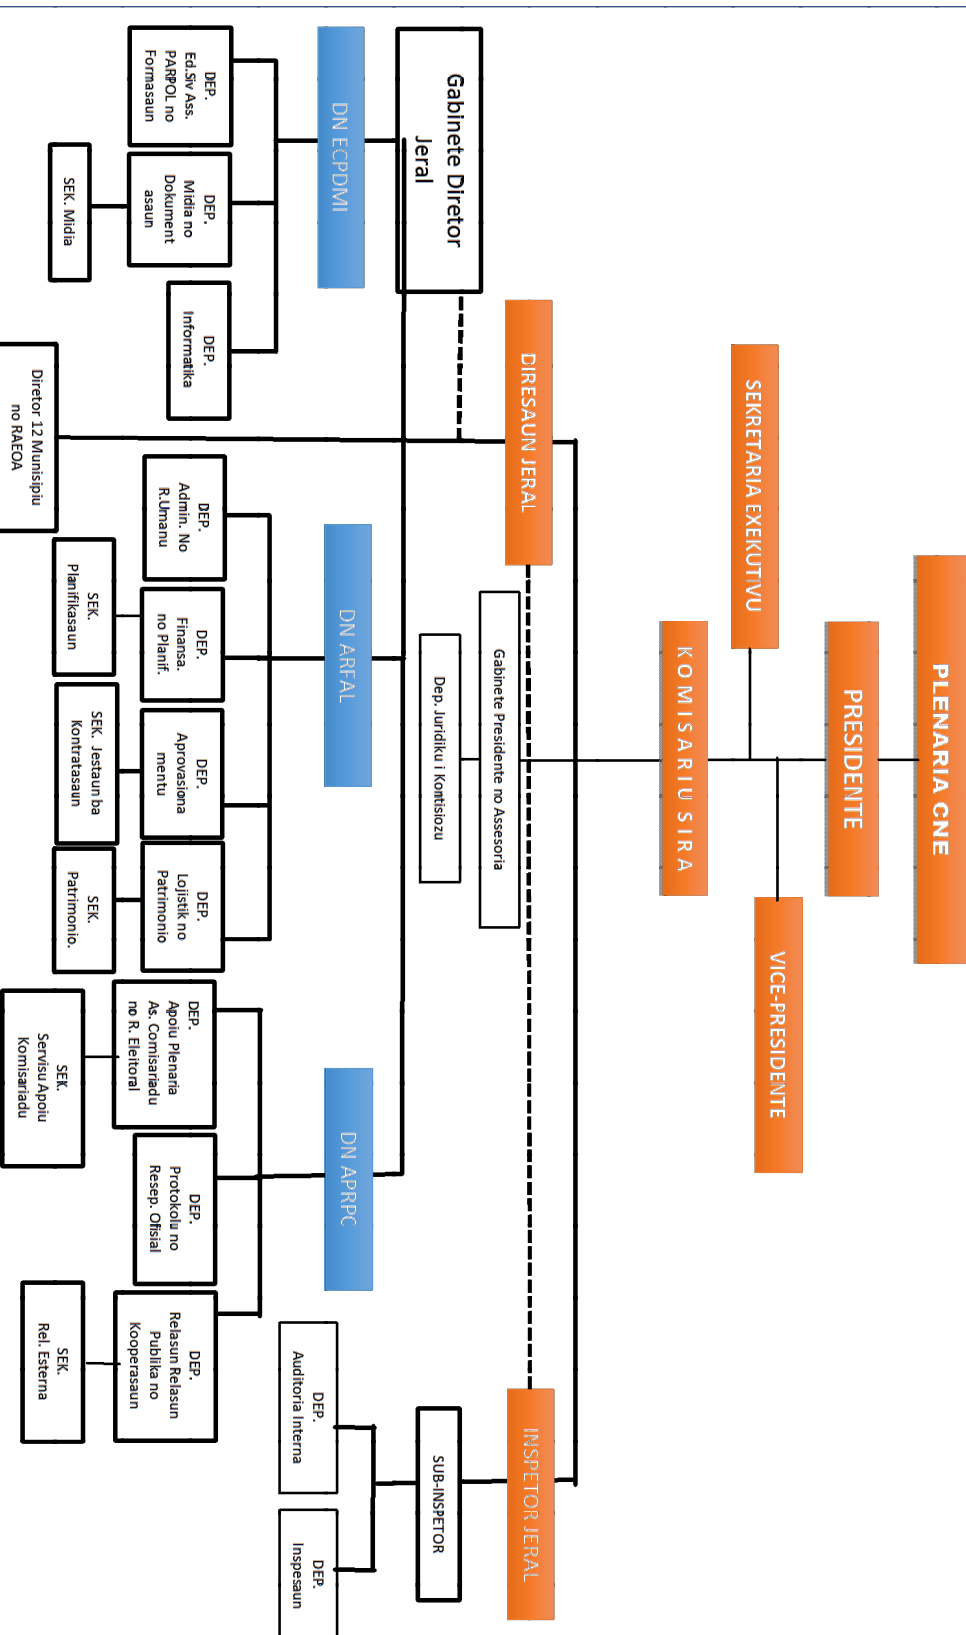 PLENARIA CNE
PRESIDENTE
SEKRETARIA EXEKUTIVU
VICE-PRESIDENTE
K O M I S A R I U S I R A
DIRESAUN JERAL
INSPETOR JERAL
Gabinete Presidente no Assesoria
Dep. Juridiku i Kontisiozu
Gabinete Diretor
Jeral
SUB-INSPETOR
DN ECPDMI
DN ARFAL
DN APRPC
DEP.
Auditoria Interna
DEP.
Inspesaun
DEP.
Ed.Siv Ass.
PARPOL no
Formasaun
DEP.
Midia no
Dokument
asaun
DEP.
Informatika
DEP.
Admin. No
R.Umanu
DEP.
Finansa.
no Planif.
DEP.
Aprovasiona
mentu
DEP.
Lojistik no
Patrimonio
DEP.
Apoiu Plenaria
As. Comisariadu
no R. Eleitoral
DEP.
Protokolu no
Resep. Ofisial
DEP.
Relasun Relasun
Publika no
Kooperasaun
SEK. Midia
SEK.
Planifikasaun
SEK. Jestaun ba
Kontratasaun
SEK.
Patrimonio.
SEK.
Servisu Apoiu
Komisariadu
SEK.
Rel. Esterna
Diretor 12 Munisipiu
no RAEOA